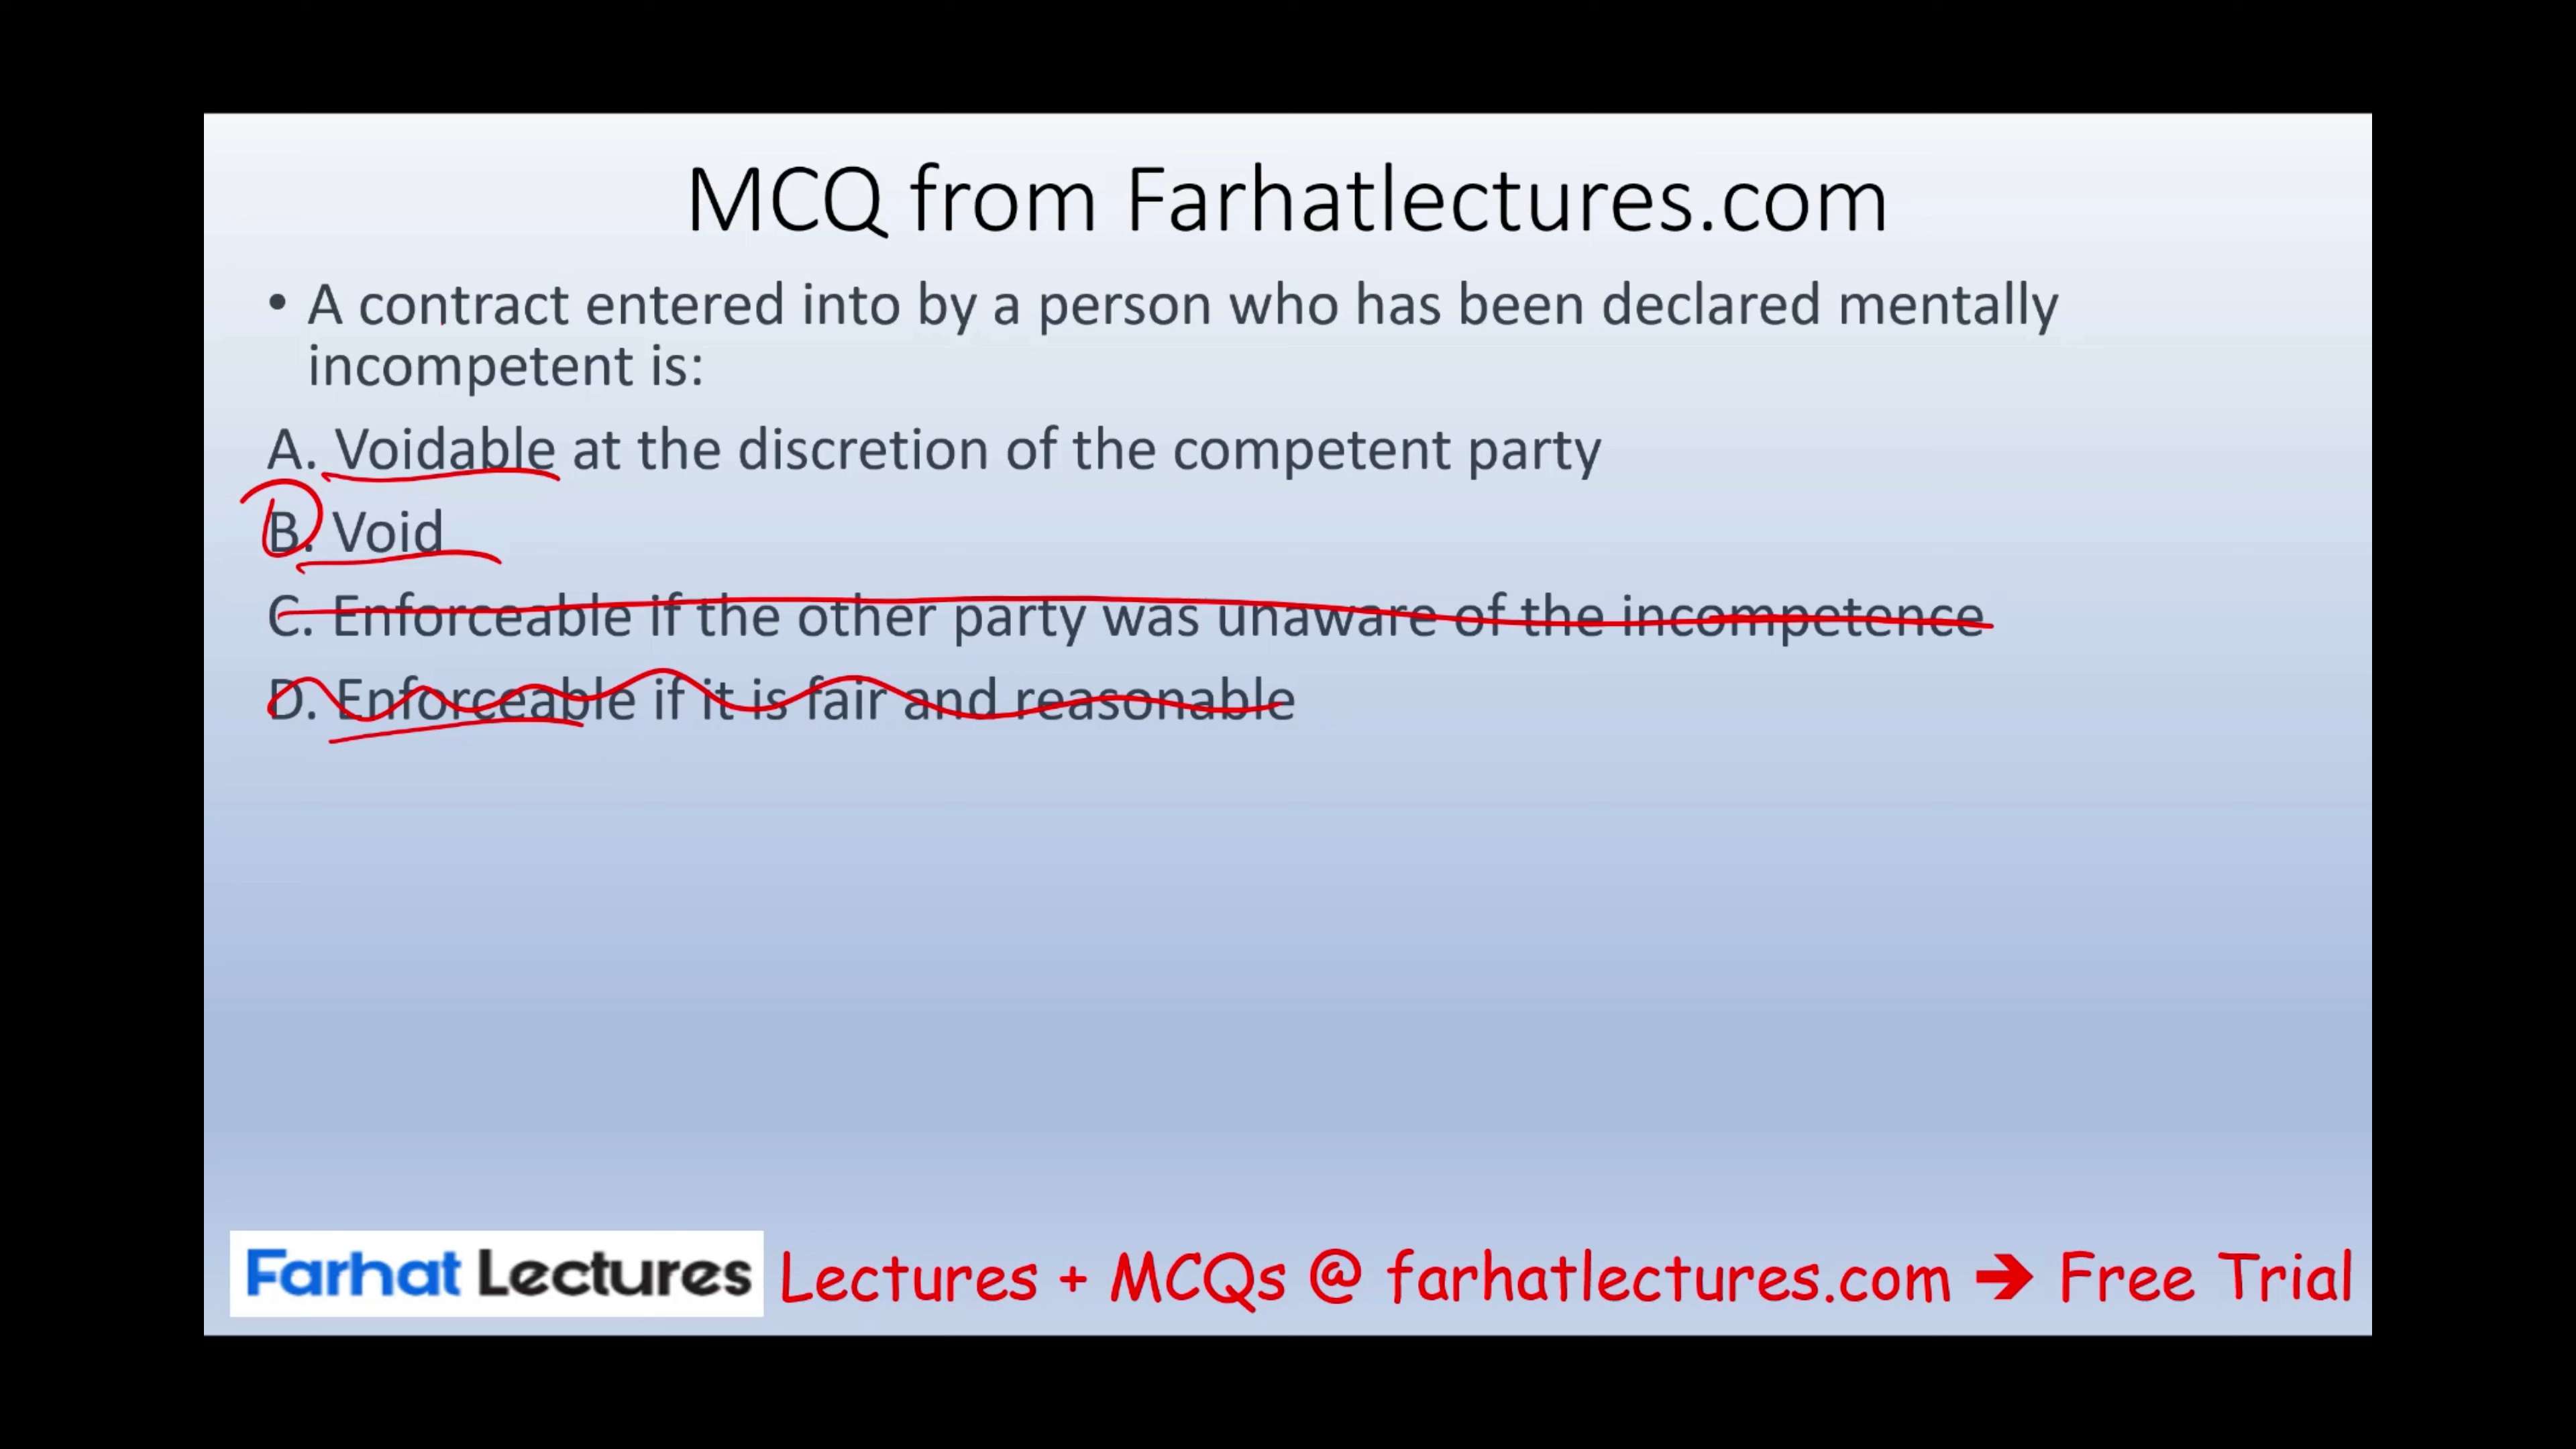 MCQ from Farhatlectures.com
• A contract entered into by a person who has been declared mentally
incompetent is:
A. Voidable at the discretion of the competent party
B. Void
C. Enforceable if the other party was unaware of the incompetence
D. Enforceable if it is fair and reasonable
Farhat Lectures Lectures + MCQs @ farhatlectures.com ➔ Free Trial